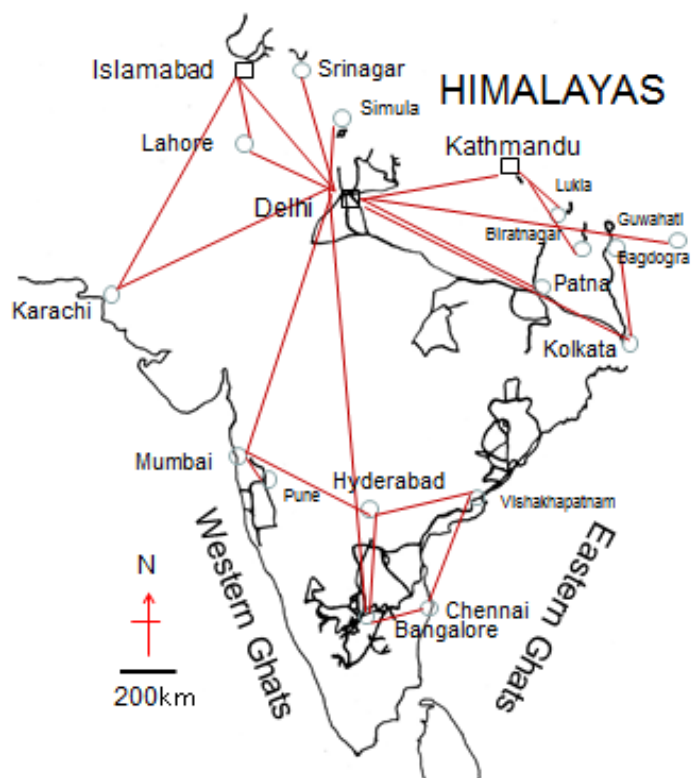 Islamabad
Srinagar
HIMALAYAS
Simula
Lahore
Kathmandu
Lukla
Delhi
Guwahati
Biratnagar
Bagdogra
Patna
Karachi
Kolkata
Mumbai
Hyderabad
Pune
Vlishakhapatnam
Western Ghats
Eastern Ghats
N
Chennai
Bangalore
200km